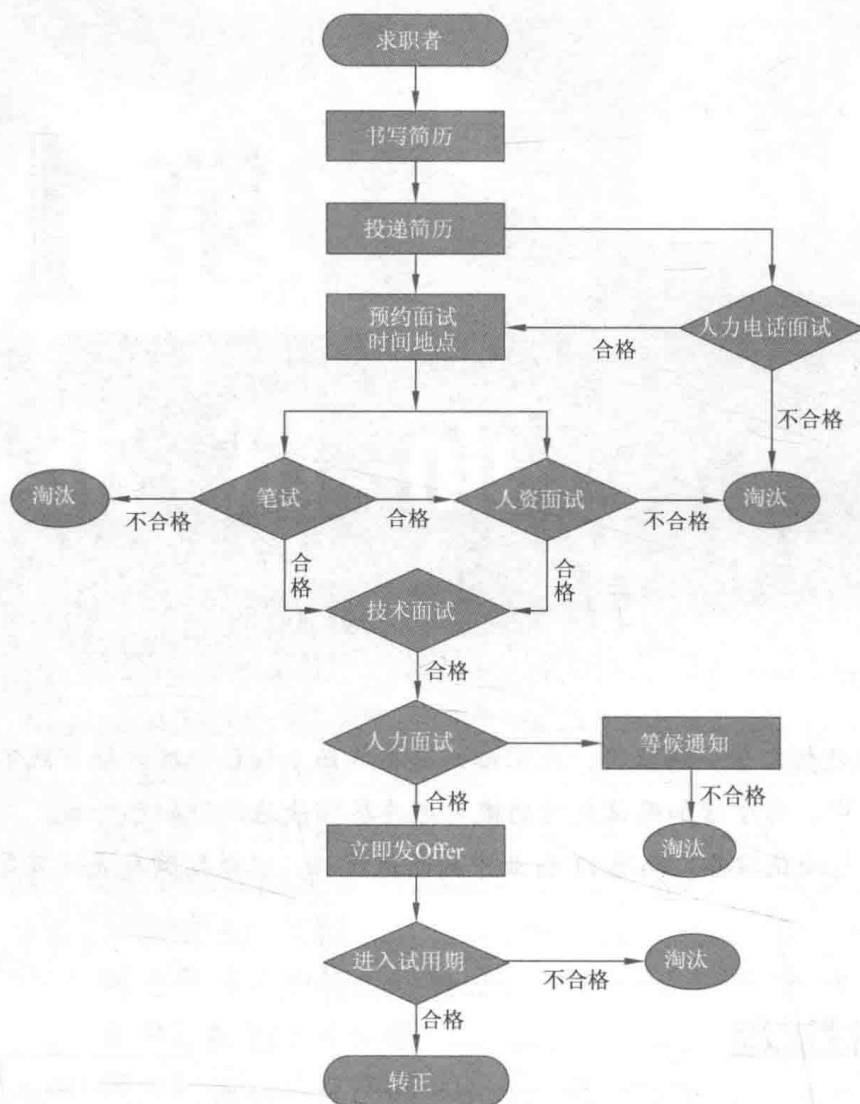 求职者
书写简历
投递简历
预约面试
时间地点
人力电话面试
合格
不合格
淘汰
不合格
笔试
合格
人资面试
不合格
淘汰
合格
合格
技术面试
合格
人力面试
等候通知
合格
不合格
立即发Offer
淘汰
进入试用期
不合格
淘汰
合格
转正